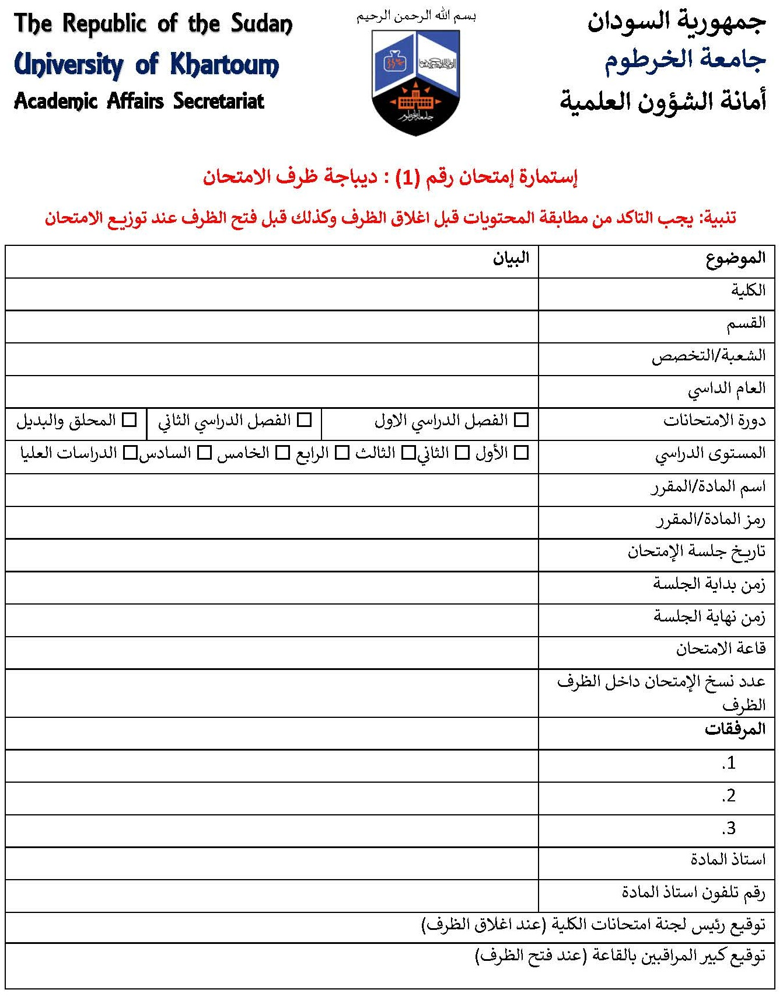 بسم الله الرحمن الرحيم
جمهورية السودان
The Republic of the Sudan
جامعة الخرطوم
University of Khartoum
أمانة الشؤون العلمية
Academic Affairs Secretariat
جامعة الخرطوم
إستمارة إمتحان رقم (1) : ديباجة ظرف الامتحان
تنبية: يجب التاكد من مطابقة المحتويات قبل اغلاق الظرف وكذلك قبل فتح الظرف عند توزيع الامتحان
الموضوع البيان
الكلية
القسم
الشعبة/التخصص
العام الداسي
دورة الامتحانات ☐ الفصل الدراسي الاول ☐ الفصل الدراسي الثاني ☐ المحلق والبديل
المستوى الدراسي ☐ الأول ☐ الثاني☐ الثالث ☐ الرابع ☐ الخامس ☐ السادس☐ الدراسات العليا
اسم المادة/المقرر
رمز المادة/المقرر
تاريخ جلسة الإمتحان
زمن بداية الجلسة
زمن نهاية الجلسة
قاعة الامتحان
عدد نسخ الإمتحان داخل الظرف
الظرف
المرفقات
1.
2.
3.
استاذ المادة
رقم تلفون استاذ المادة
توقيع رئيس لجنة امتحانات الكلية (عند اغلاق الظرف)
توقيع كبير المراقبين بالقاعة (عند فتح الظرف)